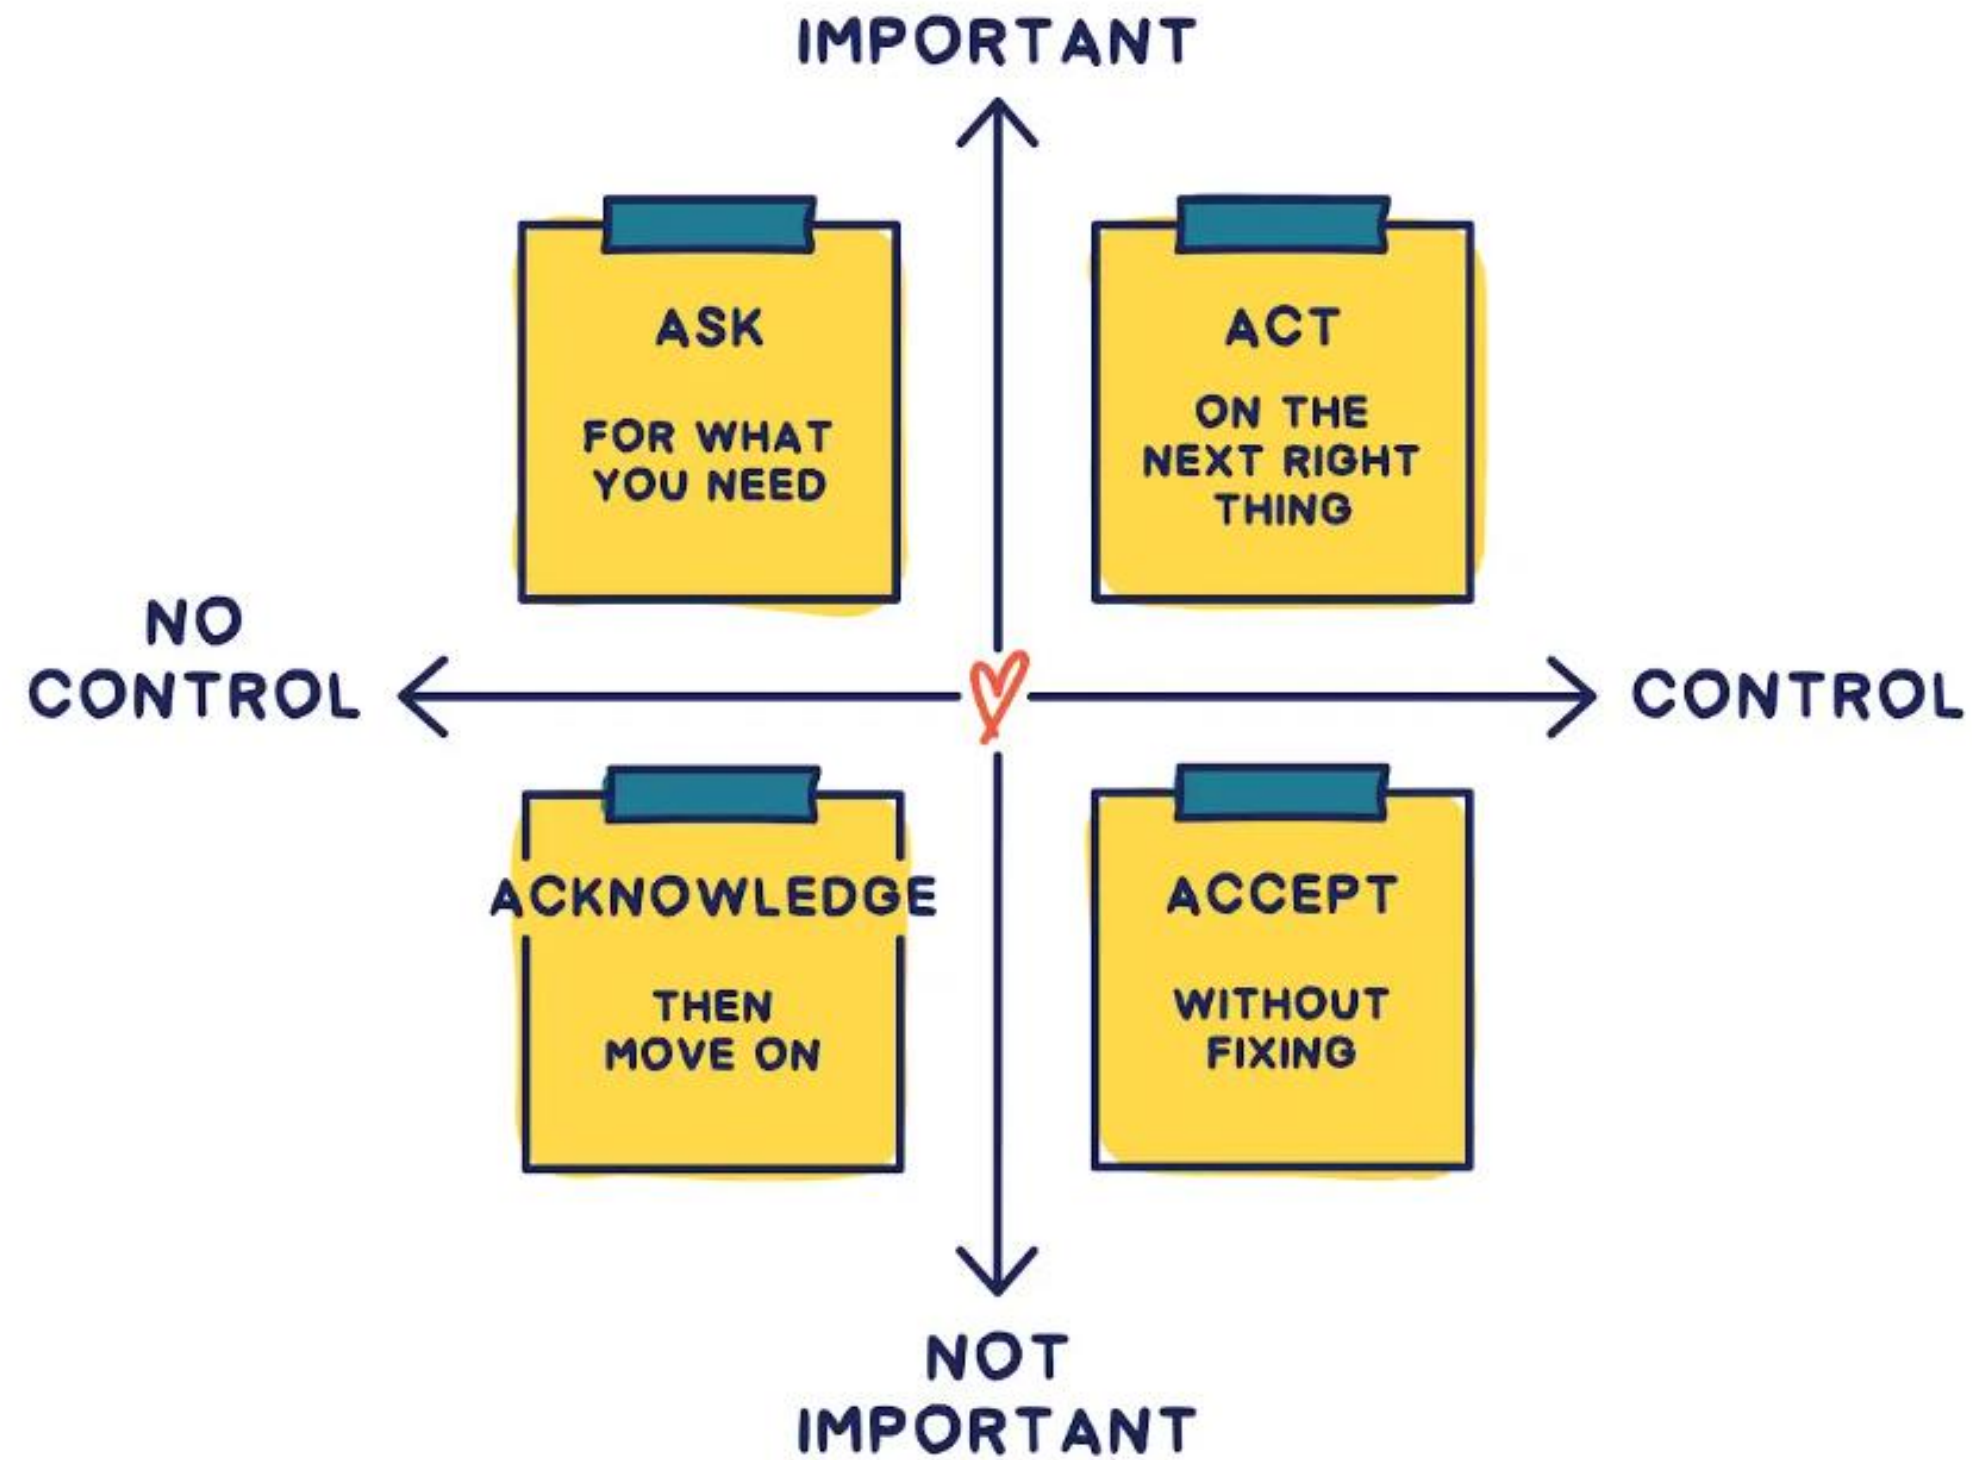 IMPORTANT
ASK
FOR WHAT
YOU NEED
ACT
ON THE
NEXT RIGHT
THING
NO
CONTROL
CONTROL
ACKNOWLEDGE
THEN
MOVE ON
ACCEPT
WITHOUT
FIXING
NOT
IMPORTANT